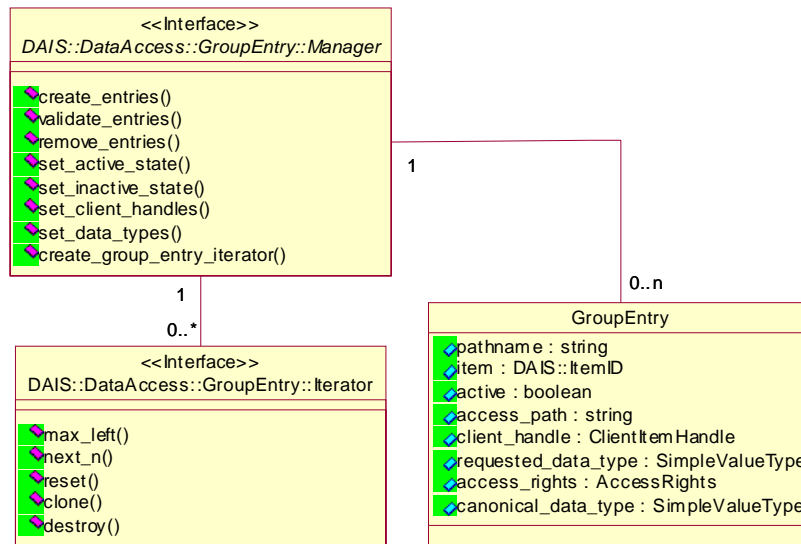 <<Interface>>
DAIS::DataAccess::GroupEntry::Manager
create_entries()
validate_entries()
remove_entries()
set_active_state()
set_inactive_state()
set_client_handles()
set_data_types()
create_group_entry_iterator()
1
1
0..*
0..n
<<Interface>>
DAIS::DataAccess::GroupEntry::Iterator
max_left()
next_n()
reset()
clone()
destroy()
GroupEntry
pathname : string
item : DAIS::ItemID
active : boolean
access_path : string
client_handle : ClientItemHandle
requested_data_type : SimpleValueType
access_rights : AccessRights
canonical_data_type : SimpleValueType